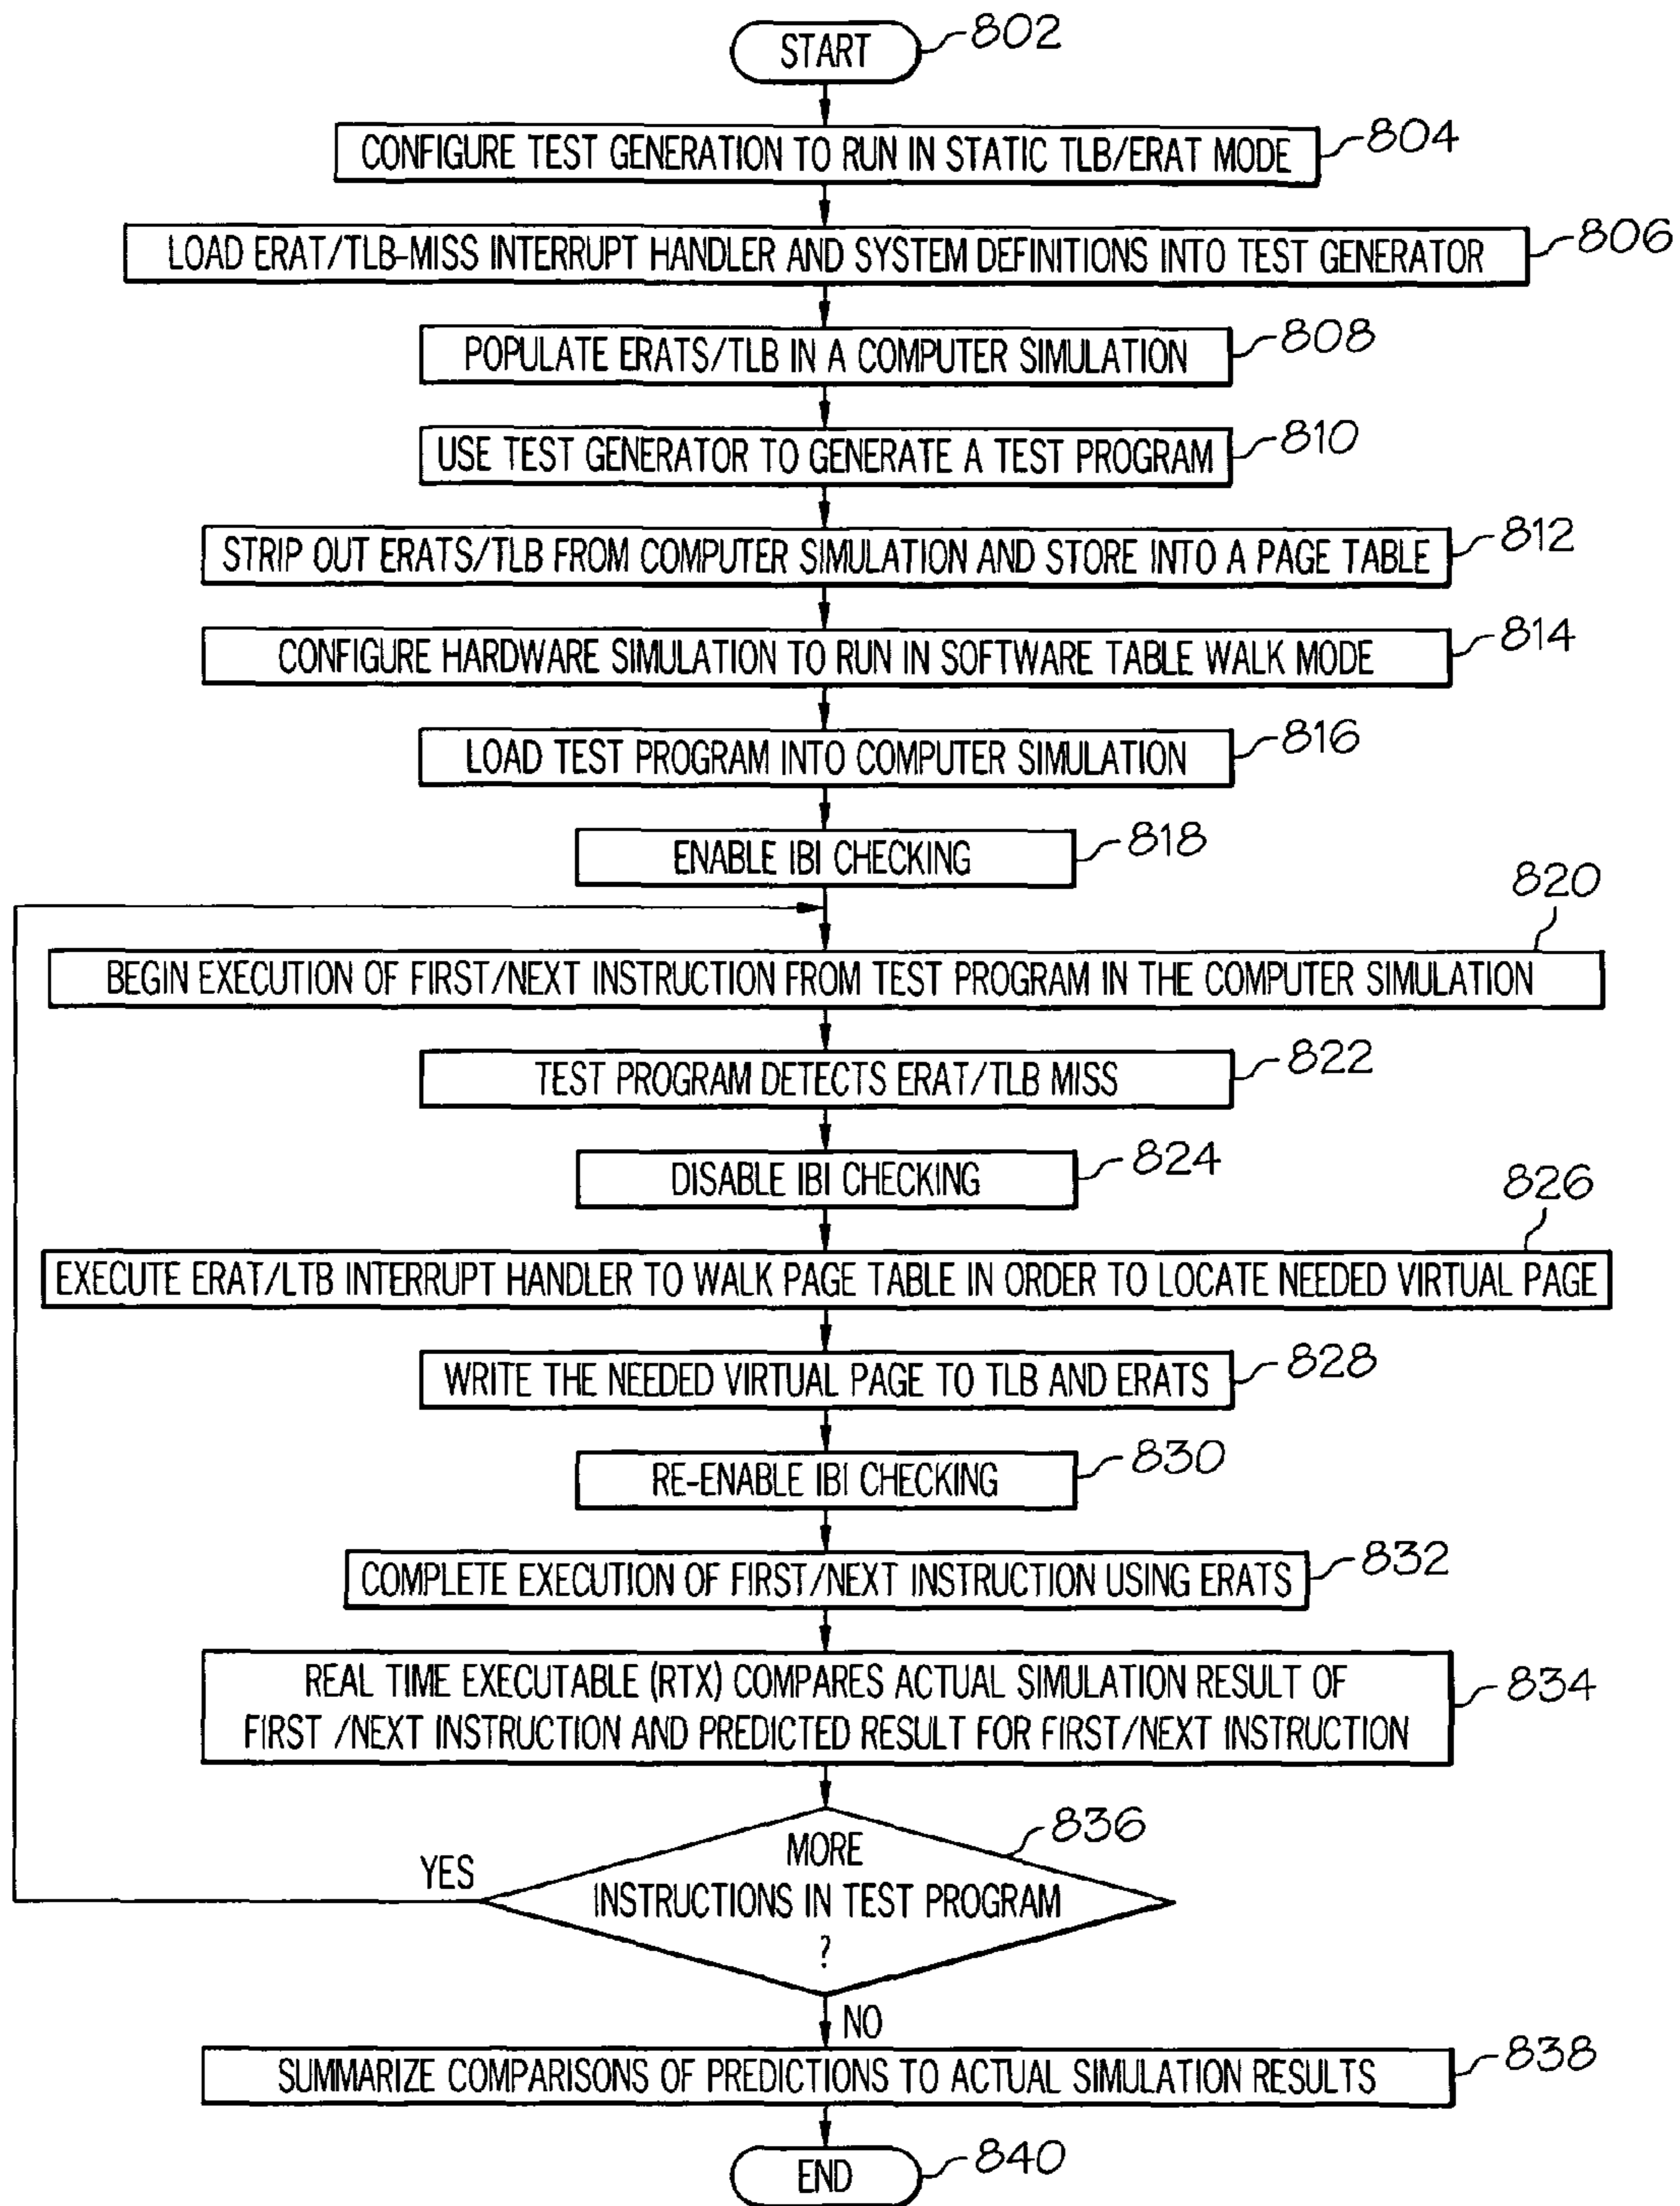 START
802
CONFIGURE TEST GENERATION TO RUN IN STATIC TLB/ERAT MODE
804
LOAD ERAT/TLB-MISS INTERRUPT HANDLER AND SYSTEM DEFINITIONS INTO TEST GENERATOR
806
POPULATE ERATS/TLB IN A COMPUTER SIMULATION
808
USE TEST GENERATOR TO GENERATE A TEST PROGRAM
810
STRIP OUT ERATS/TLB FROM COMPUTER SIMULATION AND STORE INTO A PAGE TABLE
812
CONFIGURE HARDWARE SIMULATION TO RUN IN SOFTWARE TABLE WALK MODE
814
LOAD TEST PROGRAM INTO COMPUTER SIMULATION
816
ENABLE IBI CHECKING
818
820
BEGIN EXECUTION OF FIRST/NEXT INSTRUCTION FROM TEST PROGRAM IN THE COMPUTER SIMULATION
TEST PROGRAM DETECTS ERAT/TLB MISS
822
DISABLE IBI CHECKING
824
826
EXECUTE ERAT/LTB INTERRUPT HANDLER TO WALK PAGE TABLE IN ORDER TO LOCATE NEEDED VIRTUAL PAGE
WRITE THE NEEDED VIRTUAL PAGE TO TLB AND ERATS
828
RE-ENABLE IBI CHECKING
830
COMPLETE EXECUTION OF FIRST/NEXT INSTRUCTION USING ERATS
832
REAL TIME EXECUTABLE (RTX) COMPARES ACTUAL SIMULATION RESULT OF
FIRST /NEXT INSTRUCTION AND PREDICTED RESULT FOR FIRST/NEXT INSTRUCTION
834
MORE
INSTRUCTIONS IN TEST PROGRAM
?
836
YES
NO
SUMMARIZE COMPARISONS OF PREDICTIONS TO ACTUAL SIMULATION RESULTS
838
END
840